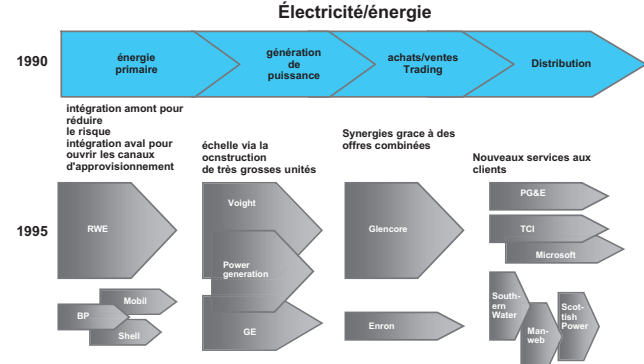 Électricité/énergie
1990
énergie
primaire
génération
de
puissance
achats/ventes
Trading
Distribution
intégration amont pour
réduire
le risque
intégration aval pour
ouvrir les canaux
d'approvisionnement
échelle via la
ocnstruction
de très grosses unités
Synergies grace à des
offres combinées
Nouveaux services aux
clients
1995
RWE
Mobil
BP
Shell
Voight
Power
generation
GE
Glencore
Enron
PG&E
TCI
Microsoft
South-
ern
Water
Man-
web
Scot-
tish
Power